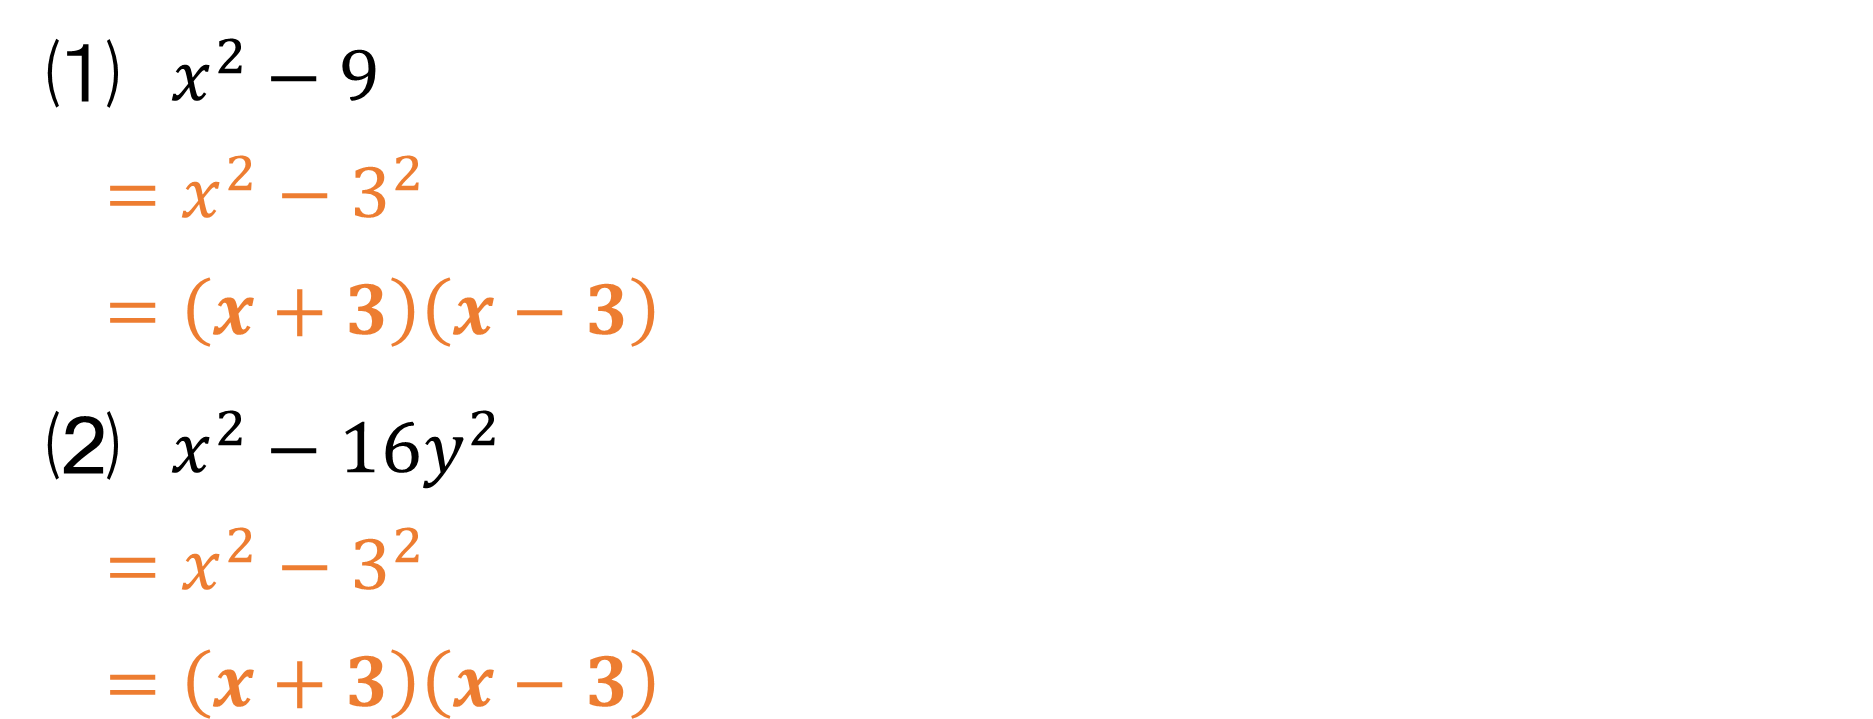 (1) x² − 9
= x² − 3²
= (x + 3)(x − 3)
(2) x² − 16y²
= x² − 3²
= (x + 3)(x − 3)